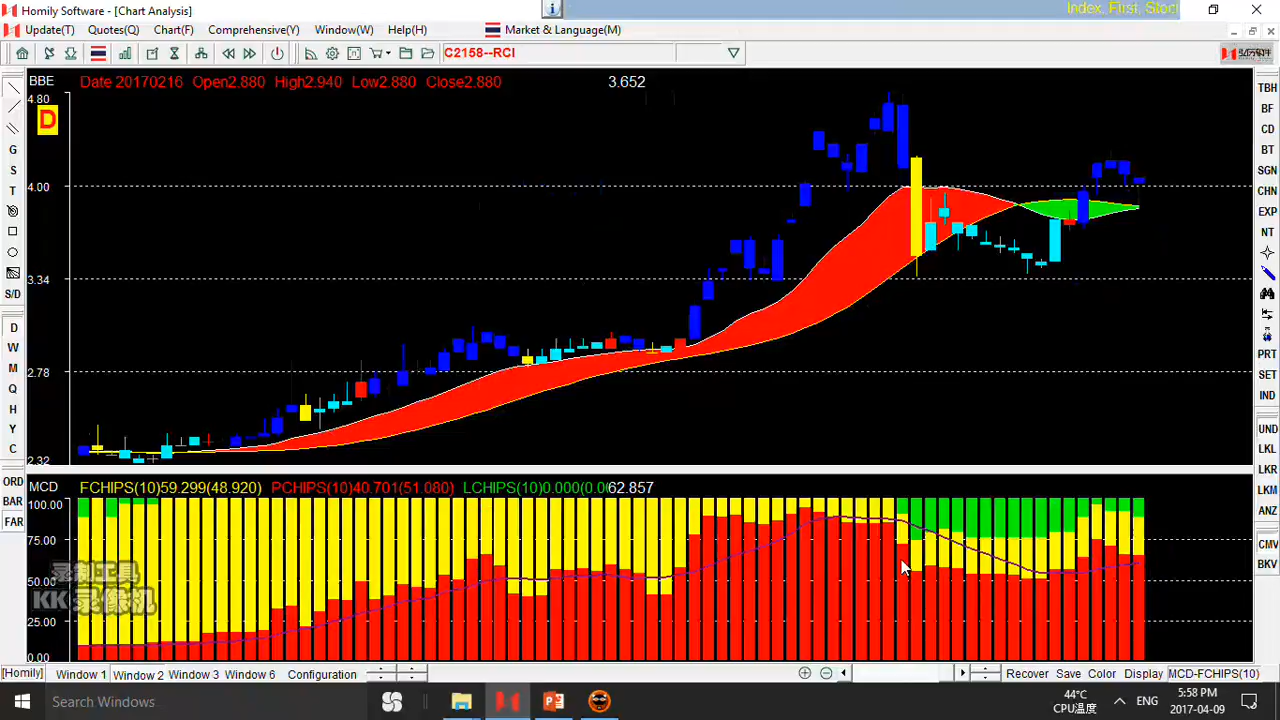 Homily Software - [Chart Analysis]
Index, First, Stoc
Update(T) Quotes(Q) Chart(F) Comprehensive(Y) Window(W) Help(H) Market & Language(M)
C2158--RCI
BBE Date 20170216 Open2.880 High2.940 Low2.880 Close2.880 3.652
4.80
D
4.00
3.34
2.78
2.32
G
S
T
S/D
D
W
M
Q
H
Y
C
ORD
BAR
FAR
TBH
BF
CD
BT
SGN
CHN
EXP
NT
PRT
SET
IND
UND
LKL
LKR
LKM
ANZ
CMV
BKV
MCD FCHIPS(10)59.299(48.920) PCHIPS(10)40.701(51.080) LCHIPS(10)0.000(0.0 62.857
100.00
75.00
50.00
25.00
0.00
录制工具
KK 录像机
[Homily] Window 1 Window 2 Window 3 Window 6 Configuration Recover Save Color Display MCD-FCHIPS(10)
Search Windows
44℃
CPU温度
ENG
5:58 PM
2017-04-09